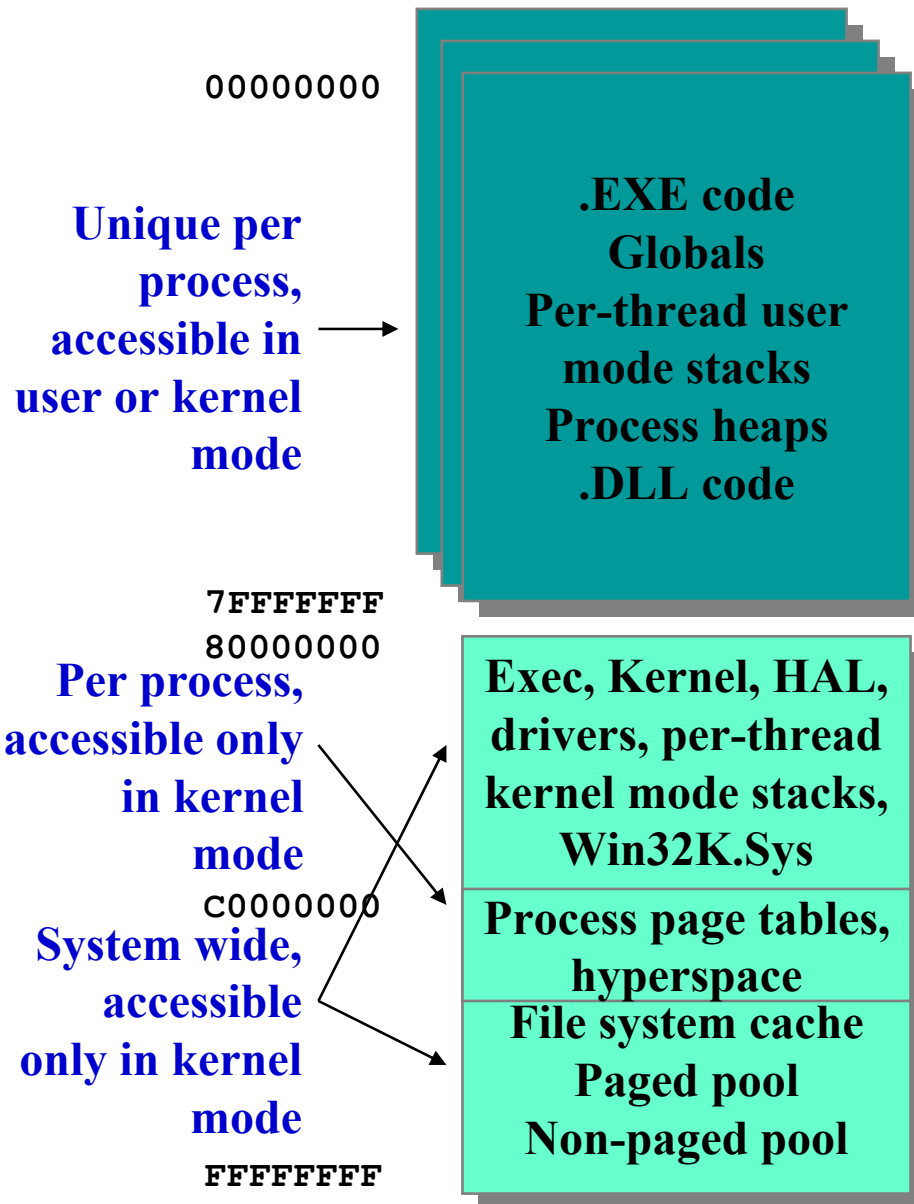 00000000
Unique per
process,
accessible in
user or kernel
mode
.EXE code
Globals
Per-thread user
mode stacks
Process heaps
.DLL code
7FFFFFFF
80000000
Per process,
accessible only
in kernel
mode
Exec, Kernel, HAL,
drivers, per-thread
kernel mode stacks,
Win32K.Sys
C0000000
Process page tables,
hyperspace
System wide,
accessible
only in kernel
mode
File system cache
Paged pool
Non-paged pool
FFFFFFFF